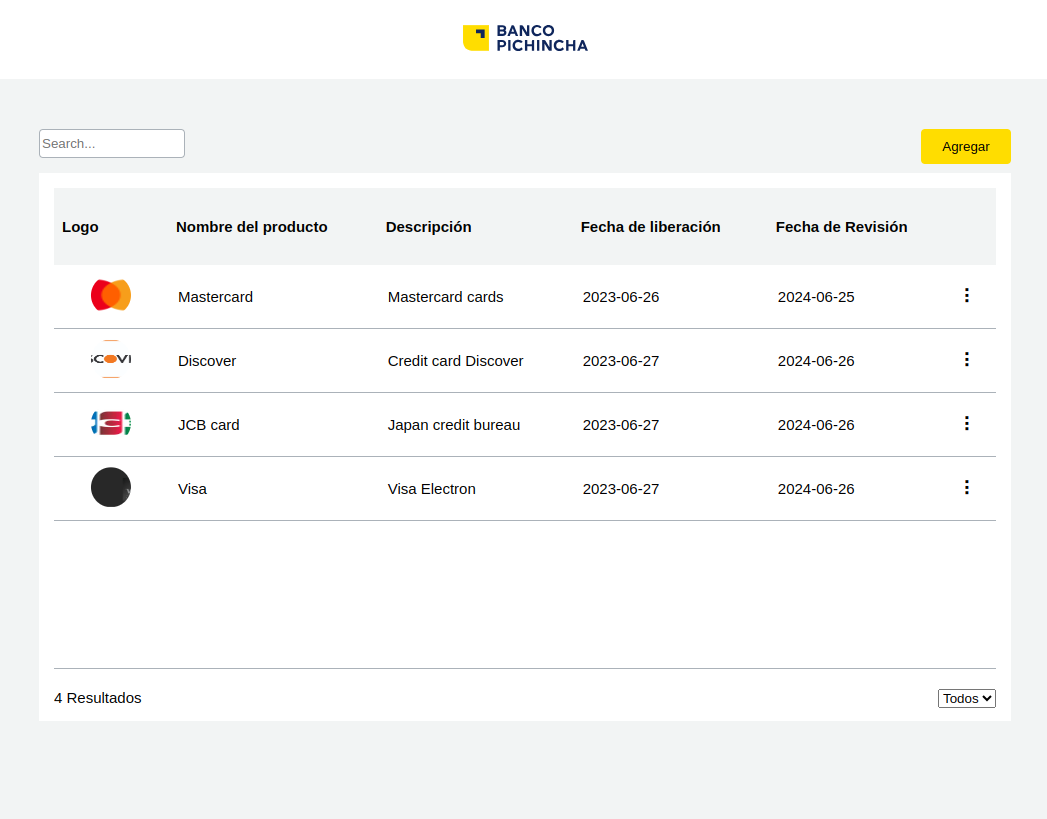 BANCO
PICHINCHA
Search...
Agregar
Logo Nombre del producto Descripción Fecha de liberación Fecha de Revisión
Mastercard Mastercard cards 2023-06-26 2024-06-25
Discover Credit card Discover 2023-06-27 2024-06-26
JCB card Japan credit bureau 2023-06-27 2024-06-26
Visa Visa Electron 2023-06-27 2024-06-26
4 Resultados Todos